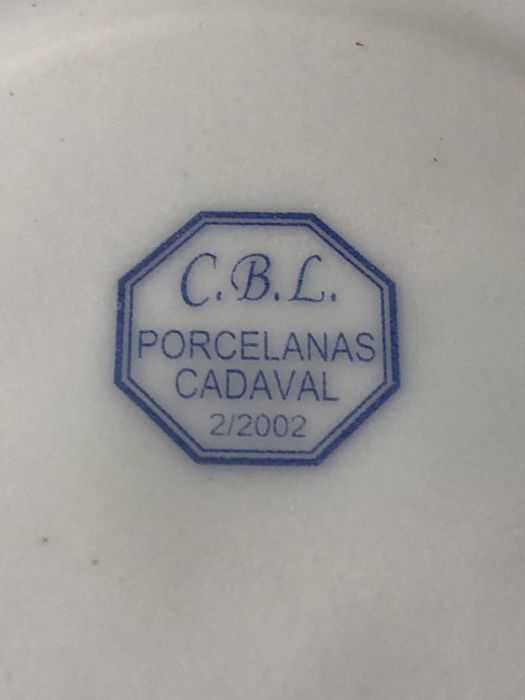 C.B.L.
PORCELANAS
CADAVAL
2/2002